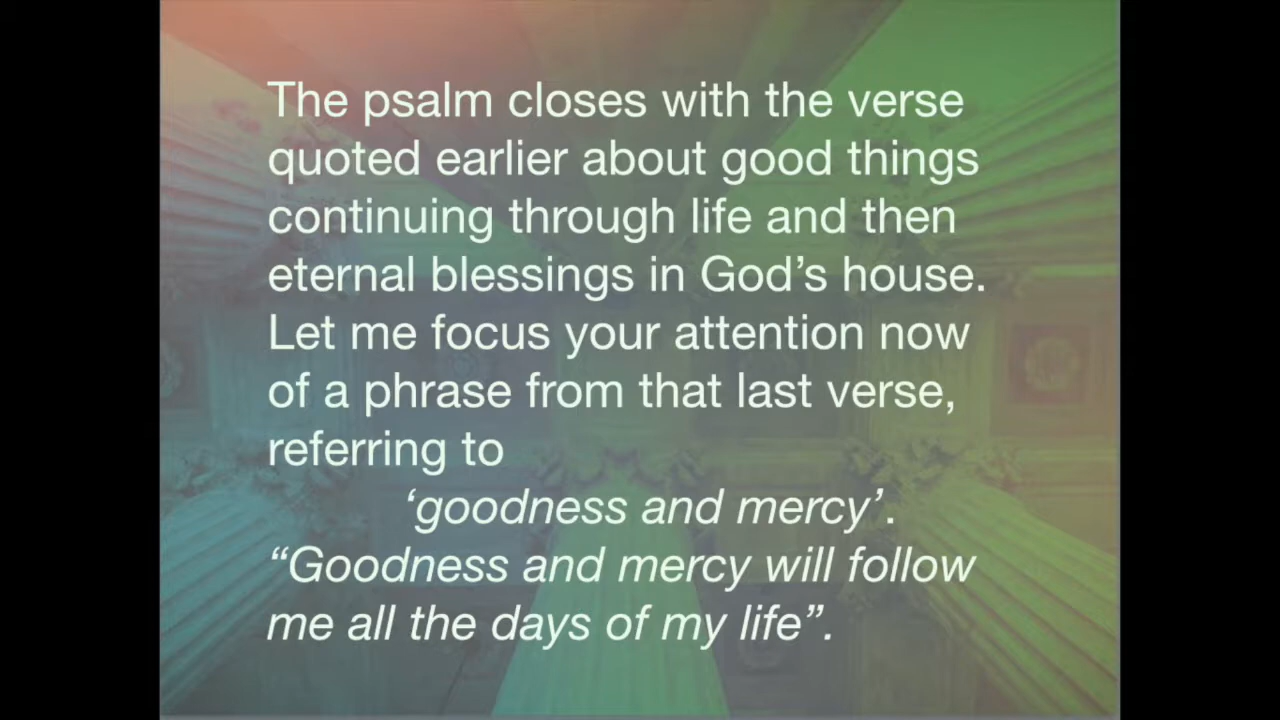 The psalm closes with the verse
quoted earlier about good things
continuing through life and then
eternal blessings in God’s house.
Let me focus your attention now
of a phrase from that last verse,
referring to
‘goodness and mercy’.
“Goodness and mercy will follow
me all the days of my life”.